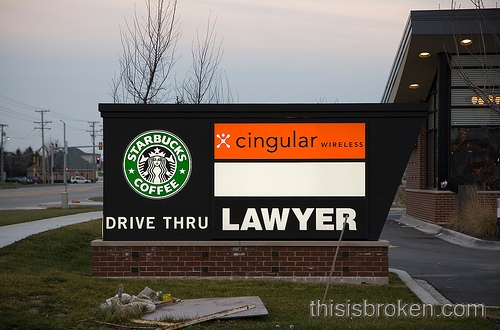 STARBUCKS
COFFEE
DRIVE THRU
cingular WIRELESS
LAWYER
thisisbroken.com